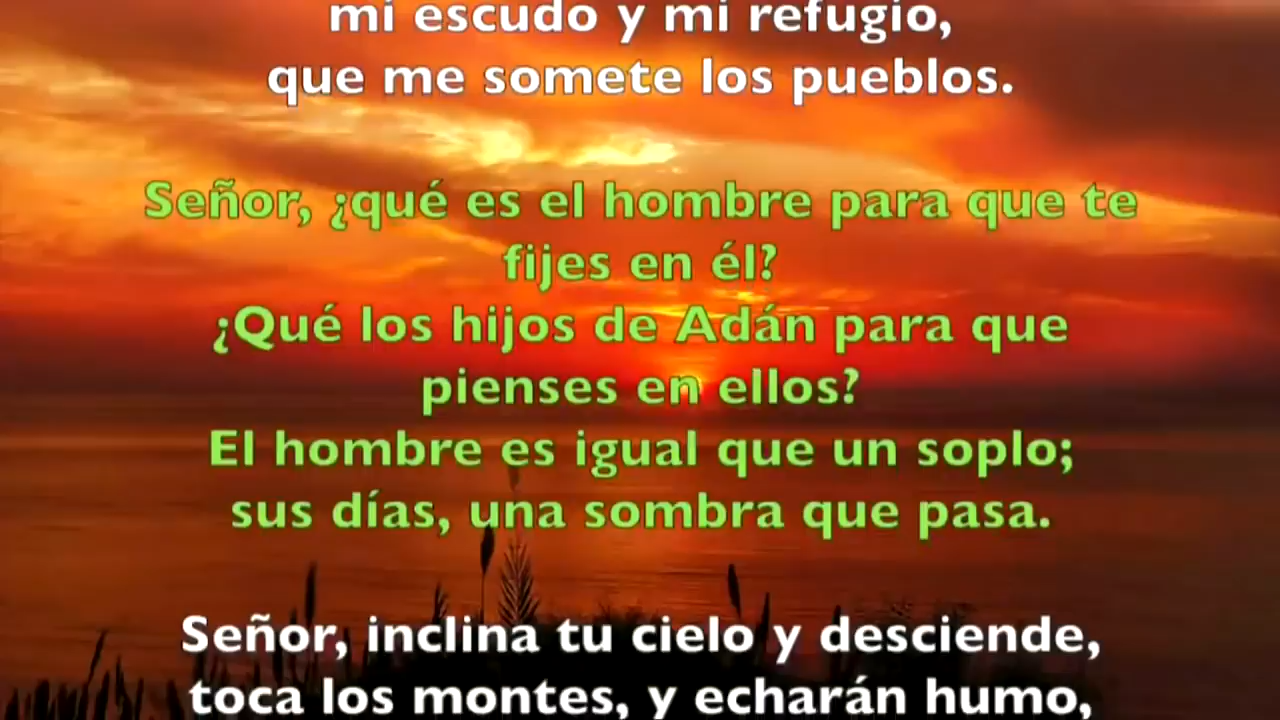 mi escudo y mi refugio,
que me somete los pueblos.
Señor, ¿qué es el hombre para que te
fijes en él?
¿Qué los hijos de Adán para que
pienses en ellos?
El hombre es igual que un soplo;
sus días, una sombra que pasa.
Señor, inclina tu cielo y desciende,
toca los montes, y echarán humo,